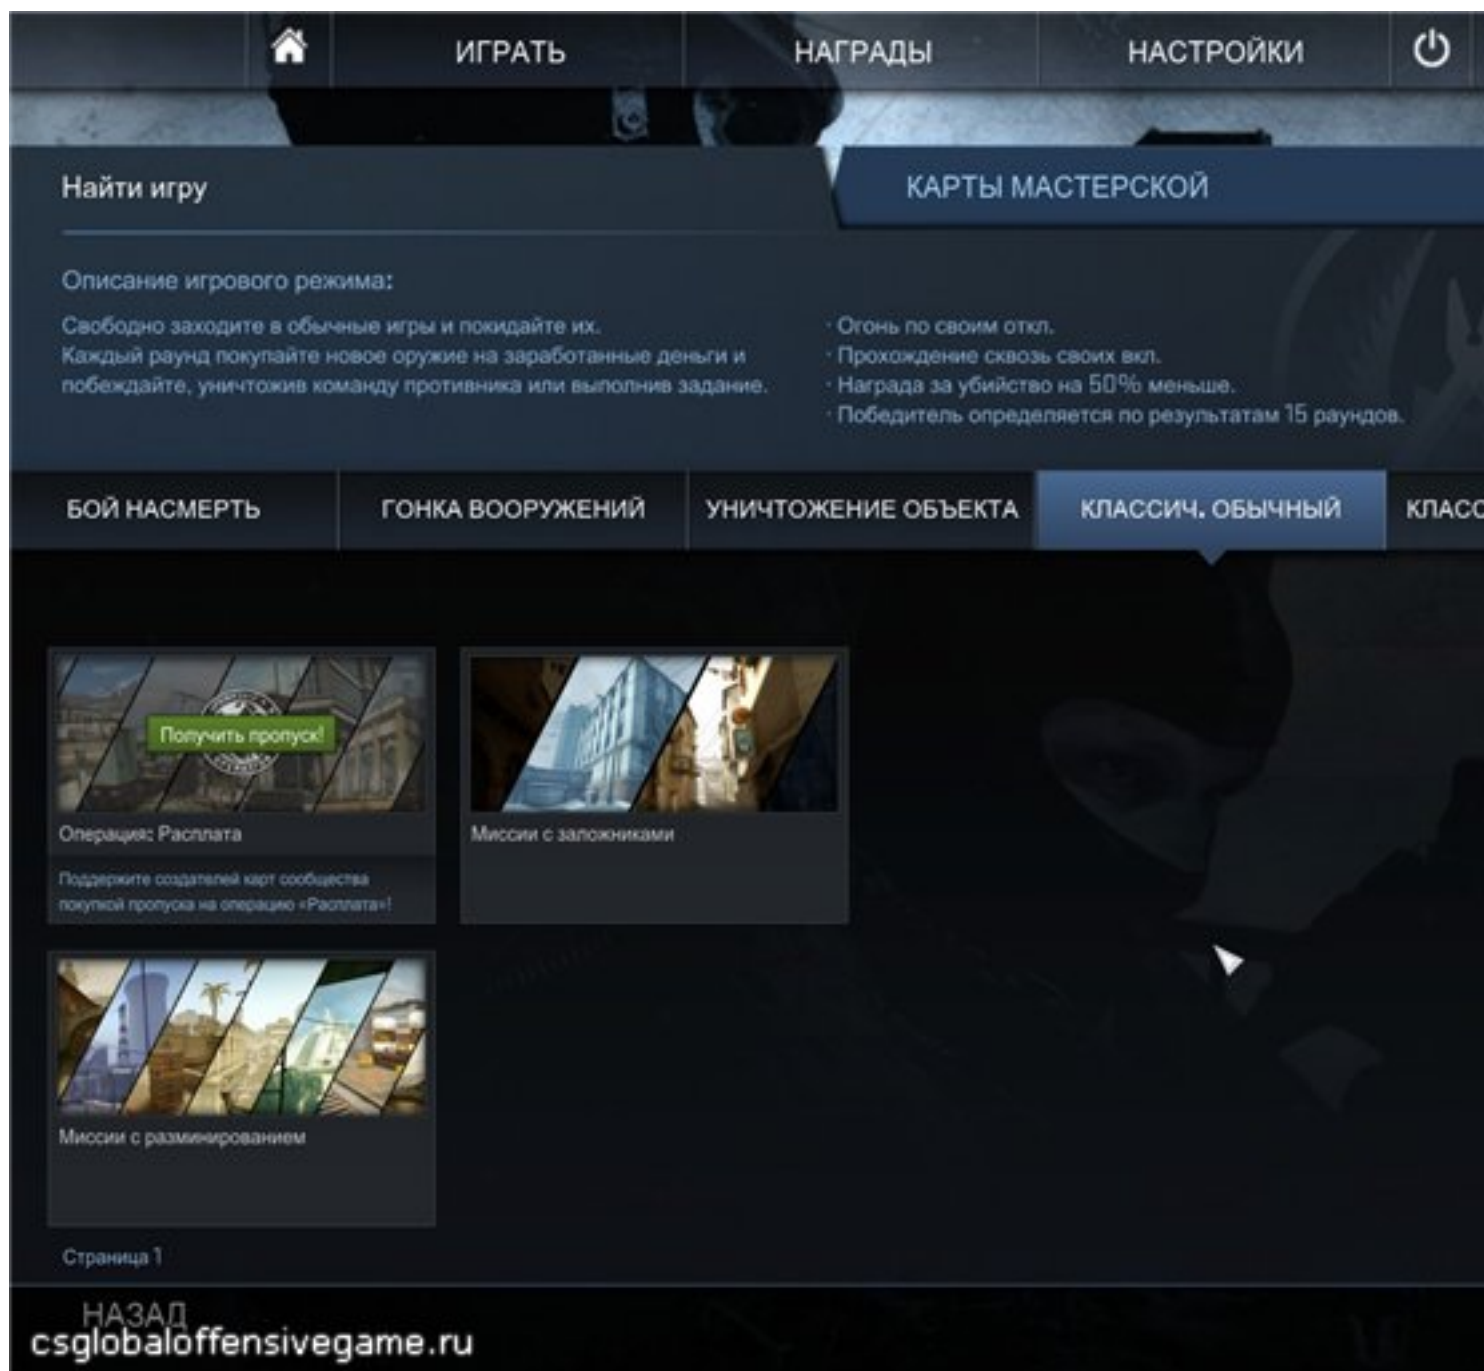 ИГРАТЬ
НАГРАДЫ
НАСТРОЙКИ
Найти игру
КАРТЫ МАСТЕРСКОЙ
Описание игрового режима:
Свободно заходите в обычные игры и покидайте их.
Каждый раунд покупайте новое оружие на заработанные деньги и
побеждайте, уничтожив команду противника или выполнив задание.
· Огонь по своим откл.
· Прохождение сквозь своих вкл.
· Награда за убийство на 50% меньше.
· Победитель определяется по результатам 15 раундов.
БОЙ НАСМЕРТЬ
ГОНКА ВООРУЖЕНИЙ
УНИЧТОЖЕНИЕ ОБЪЕКТА
КЛАССИЧ. ОБЫЧНЫЙ
КЛАСС
Получить пропуск!
Операция: Расплата
Поддержите создателей карт сообщества
покупкой пропуска на операцию «Расплата»!
Миссии с заложниками
Миссии с разминированием
Страница 1
НАЗАД
csglobaloffensivegame.ru